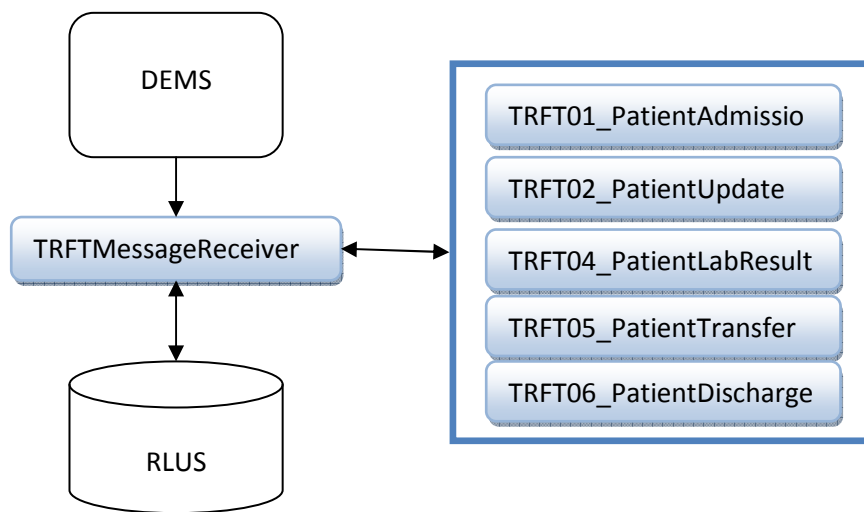 DEMS
TRFTMessageReceiver
RLUS
TRFT01_PatientAdmissio
TRFT02_PatientUpdate
TRFT04_PatientLabResult
TRFT05_PatientTransfer
TRFT06_PatientDischarge